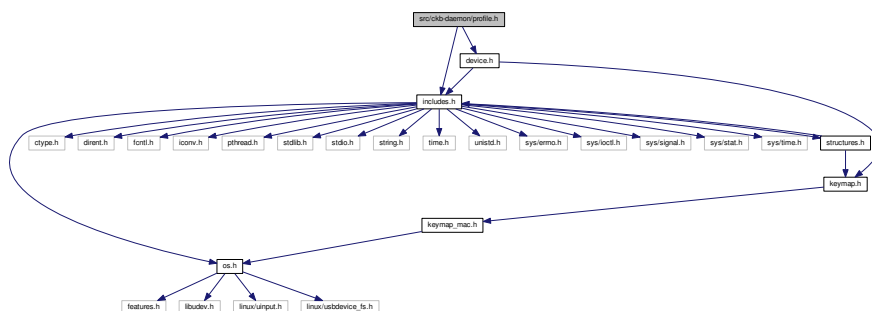 src/ckb-daemon/profile.h
device.h
includes.h
ctype.h
dirent.h
fcntl.h
iconv.h
pthread.h
stdlib.h
stdio.h
string.h
time.h
unistd.h
sys/errno.h
sys/ioctl.h
sys/signal.h
sys/stat.h
sys/time.h
structures.h
keymap.h
keymap_mac.h
os.h
features.h
libudev.h
linux/uinput.h
linux/usbdevice_fs.h